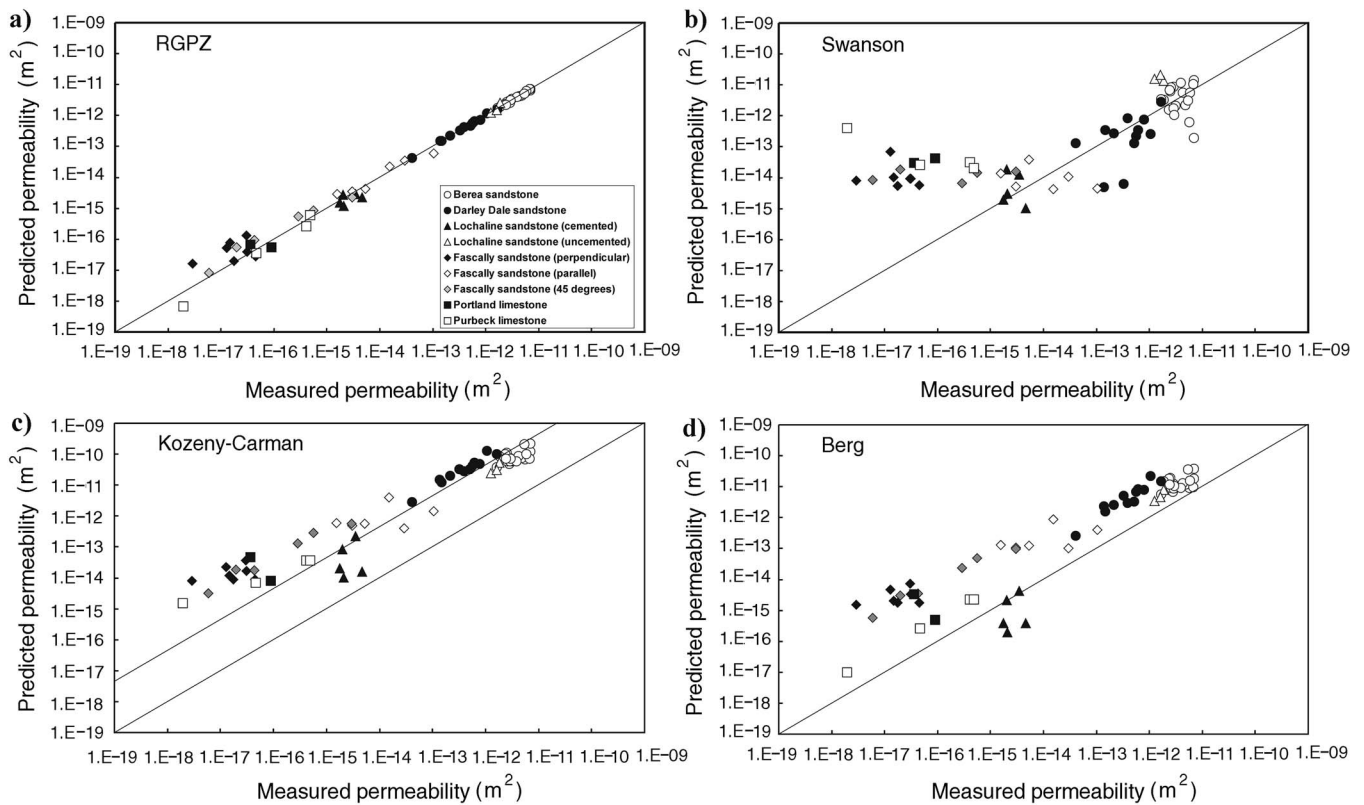 a)
RGPZ
Predicted permeability (m²)
1.E−09
1.E−10
1.E−11
1.E−12
1.E−13
1.E−14
1.E−15
1.E−16
1.E−17
1.E−18
1.E−19
Berea sandstone
Darley Dale sandstone
Lochaline sandstone (cemented)
Lochaline sandstone (uncemented)
Fascally sandstone (perpendicular)
Fascally sandstone (parallel)
Fascally sandstone (45 degrees)
Portland limestone
Purbeck limestone
1.E−19 1.E−18 1.E−17 1.E−16 1.E−15 1.E−14 1.E−13 1.E−12 1.E−11 1.E−10 1.E−09
Measured permeability (m²)
b)
Swanson
Predicted permeability (m²)
1.E−09
1.E−10
1.E−11
1.E−12
1.E−13
1.E−14
1.E−15
1.E−16
1.E−17
1.E−18
1.E−19
1.E−19 1.E−18 1.E−17 1.E−16 1.E−15 1.E−14 1.E−13 1.E−12 1.E−11 1.E−10 1.E−09
Measured permeability (m²)
c)
Kozeny-Carman
Predicted permeability (m²)
1.E−09
1.E−10
1.E−11
1.E−12
1.E−13
1.E−14
1.E−15
1.E−16
1.E−17
1.E−18
1.E−19
1.E−19 1.E−18 1.E−17 1.E−16 1.E−15 1.E−14 1.E−13 1.E−12 1.E−11 1.E−10 1.E−09
Measured permeability (m²)
d)
Berg
Predicted permeability (m²)
1.E−09
1.E−10
1.E−11
1.E−12
1.E−13
1.E−14
1.E−15
1.E−16
1.E−17
1.E−18
1.E−19
1.E−19 1.E−18 1.E−17 1.E−16 1.E−15 1.E−14 1.E−13 1.E−12 1.E−11 1.E−10 1.E−09
Measured permeability (m²)